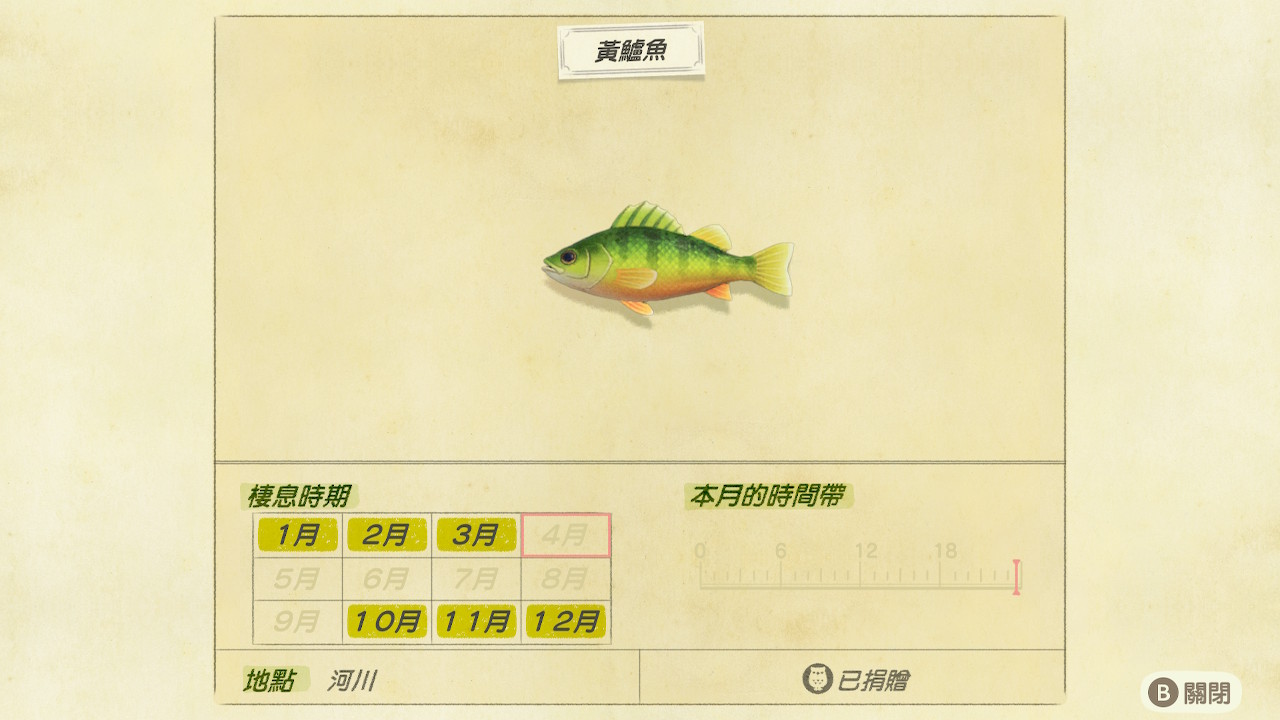 黃鱸魚
棲息時期
1月 2月 3月 4月
5月 6月 7月 8月
9月 10月 11月 12月
本月的時間帶
0 6 12 18
地點 河川
已捐贈
B 關閉